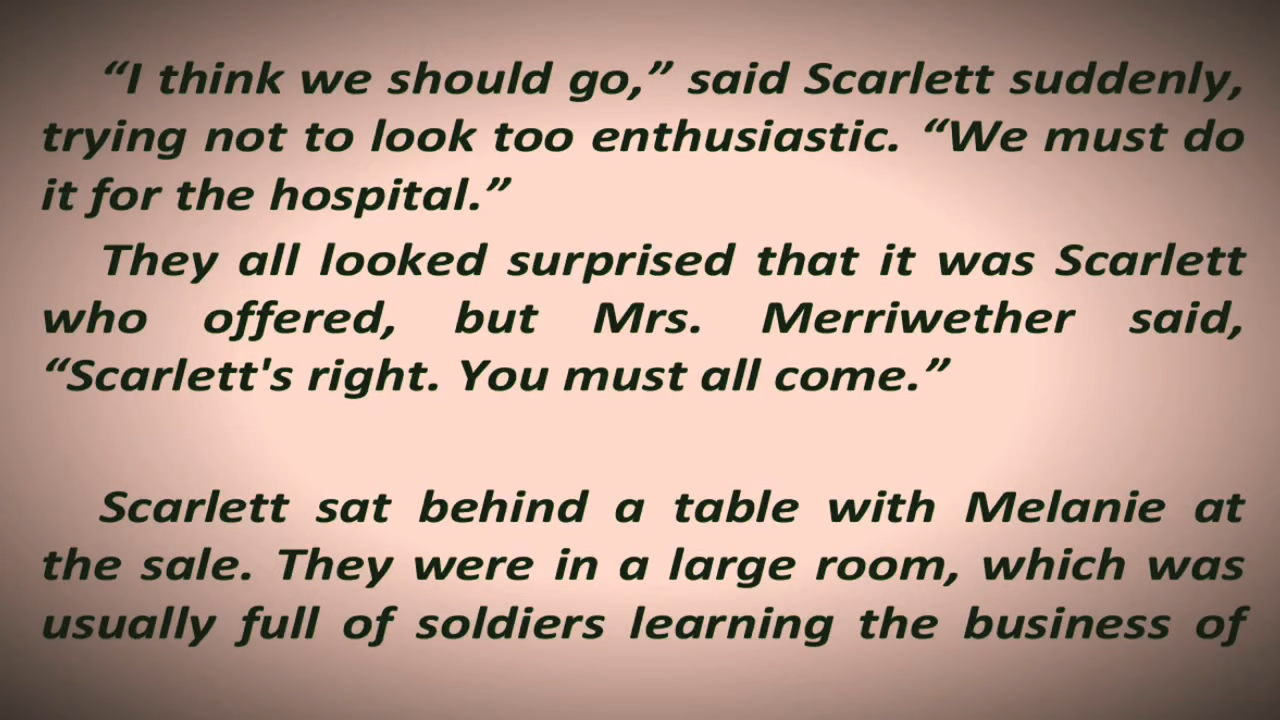 “I think we should go,” said Scarlett suddenly,
trying not to look too enthusiastic. “We must do
it for the hospital.”
They all looked surprised that it was Scarlett
who offered, but Mrs. Merriwether said,
“Scarlett's right. You must all come.”
Scarlett sat behind a table with Melanie at
the sale. They were in a large room, which was
usually full of soldiers learning the business of